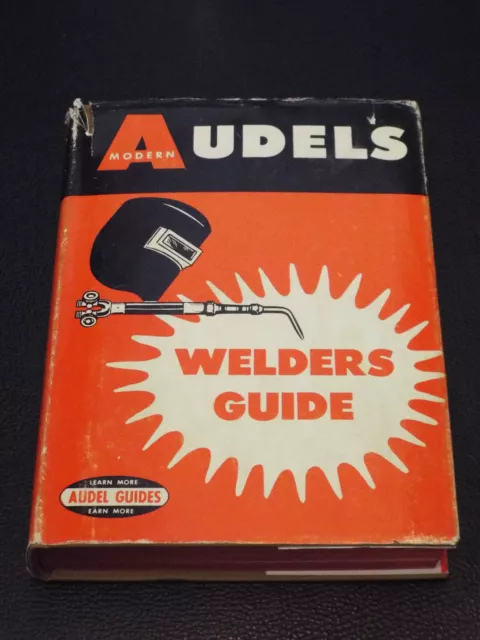 AUDELS
MODERN
WELDERS
GUIDE
LEARN MORE
AUDEL GUIDES
EARN MORE